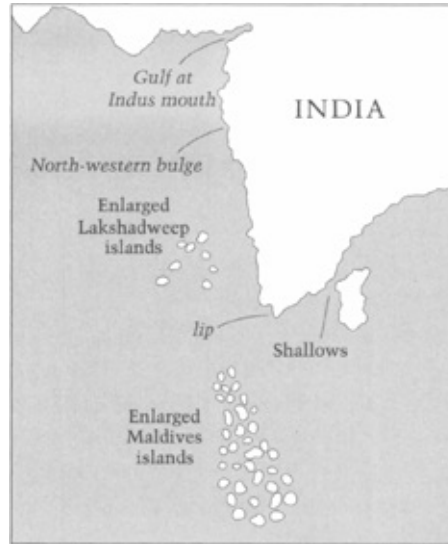 Gulf at
Indus mouth
INDIA
North-western bulge
Enlarged
Lakshadweep
islands
lip
Shallows
Enlarged
Maldives
islands